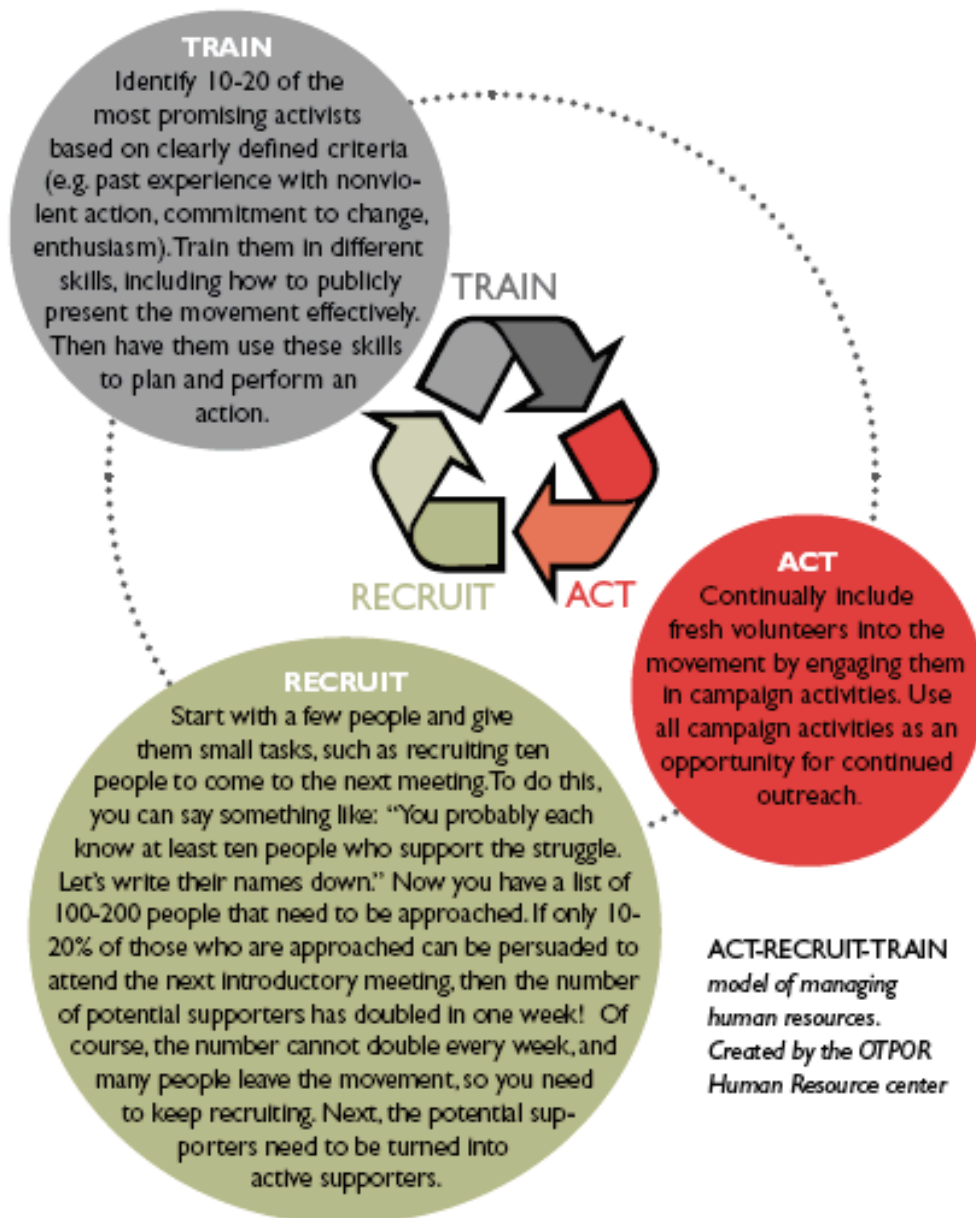 TRAIN
Identify 10-20 of the
most promising activists
based on clearly defined criteria
(e.g. past experience with nonvio-
lent action, commitment to change,
enthusiasm). Train them in different
skills, including how to publicly
present the movement effectively.
Then have them use these skills
to plan and perform an
action.
TRAIN
RECRUIT
ACT
ACT
Continually include
fresh volunteers into the
movement by engaging them
in campaign activities. Use
all campaign activities as an
opportunity for continued
outreach.
RECRUIT
Start with a few people and give
them small tasks, such as recruiting ten
people to come to the next meeting. To do this,
you can say something like: “You probably each
know at least ten people who support the struggle.
Let's write their names down.” Now you have a list of
100-200 people that need to be approached. If only 10-
20% of those who are approached can be persuaded to
attend the next introductory meeting, then the number
of potential supporters has doubled in one week! Of
course, the number cannot double every week, and
many people leave the movement, so you need
to keep recruiting. Next, the potential sup-
porters need to be turned into
active supporters.
ACT-RECRUIT-TRAIN
model of managing
human resources.
Created by the OTPOR
Human Resource center